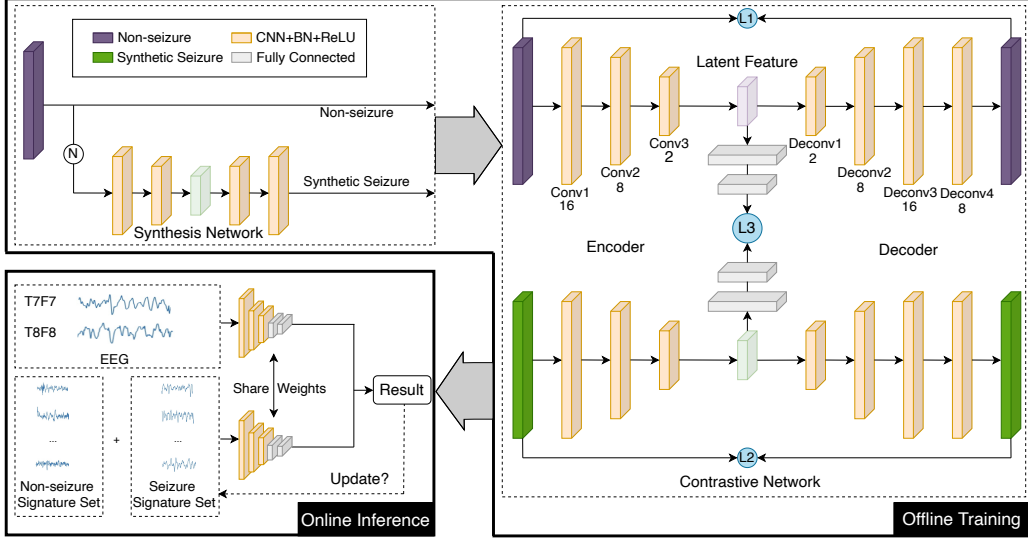 Non-seizure
CNN+BN+ReLU
Synthetic Seizure
Fully Connected
Non-seizure
N
Synthetic Seizure
Synthesis Network
L1
Latent Feature
Conv1
16
Conv2
8
Conv3
2
Deconv1
2
Deconv2
8
Deconv3
16
Deconv4
8
L3
Encoder
Decoder
L2
Contrastive Network
Offline Training
T7F7
T8F8
EEG
Share Weights
Result
...
+
...
Update?
Non-seizure
Signature Set
Seizure
Signature Set
Online Inference